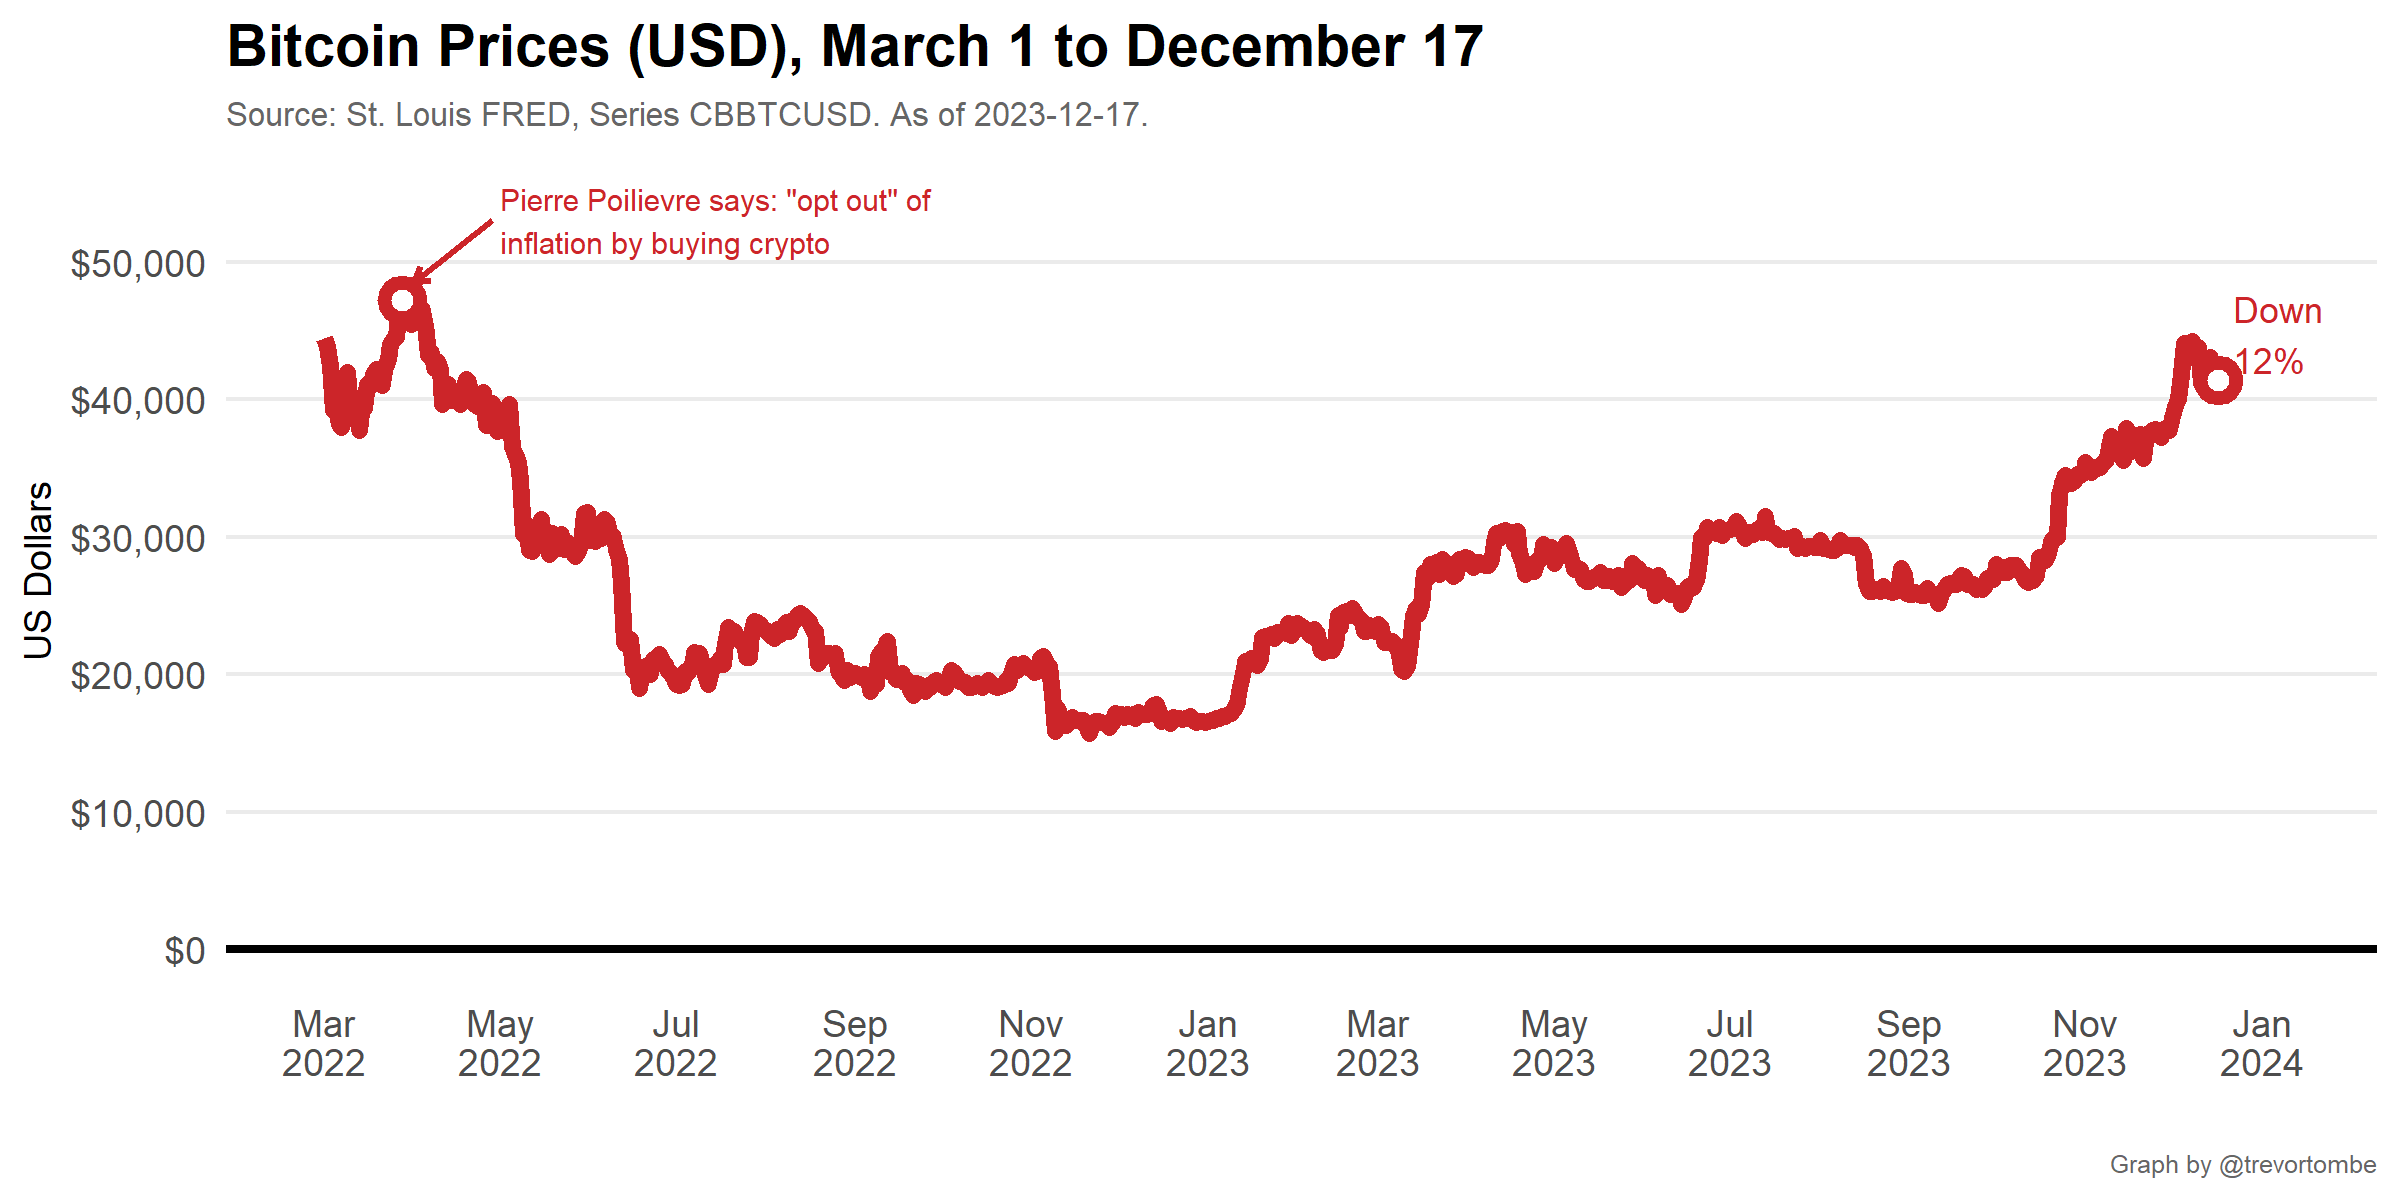 Bitcoin Prices (USD), March 1 to December 17
Source: St. Louis FRED, Series CBBTCUSD. As of 2023-12-17.
Pierre Poilievre says: "opt out" of
inflation by buying crypto
Down
12%
US Dollars
$50,000
$40,000
$30,000
$20,000
$10,000
$0
Mar May Jul Sep Nov Jan Mar May Jul Sep Nov Jan
2022 2022 2022 2022 2022 2023 2023 2023 2023 2023 2023 2024
Graph by @trevortombe